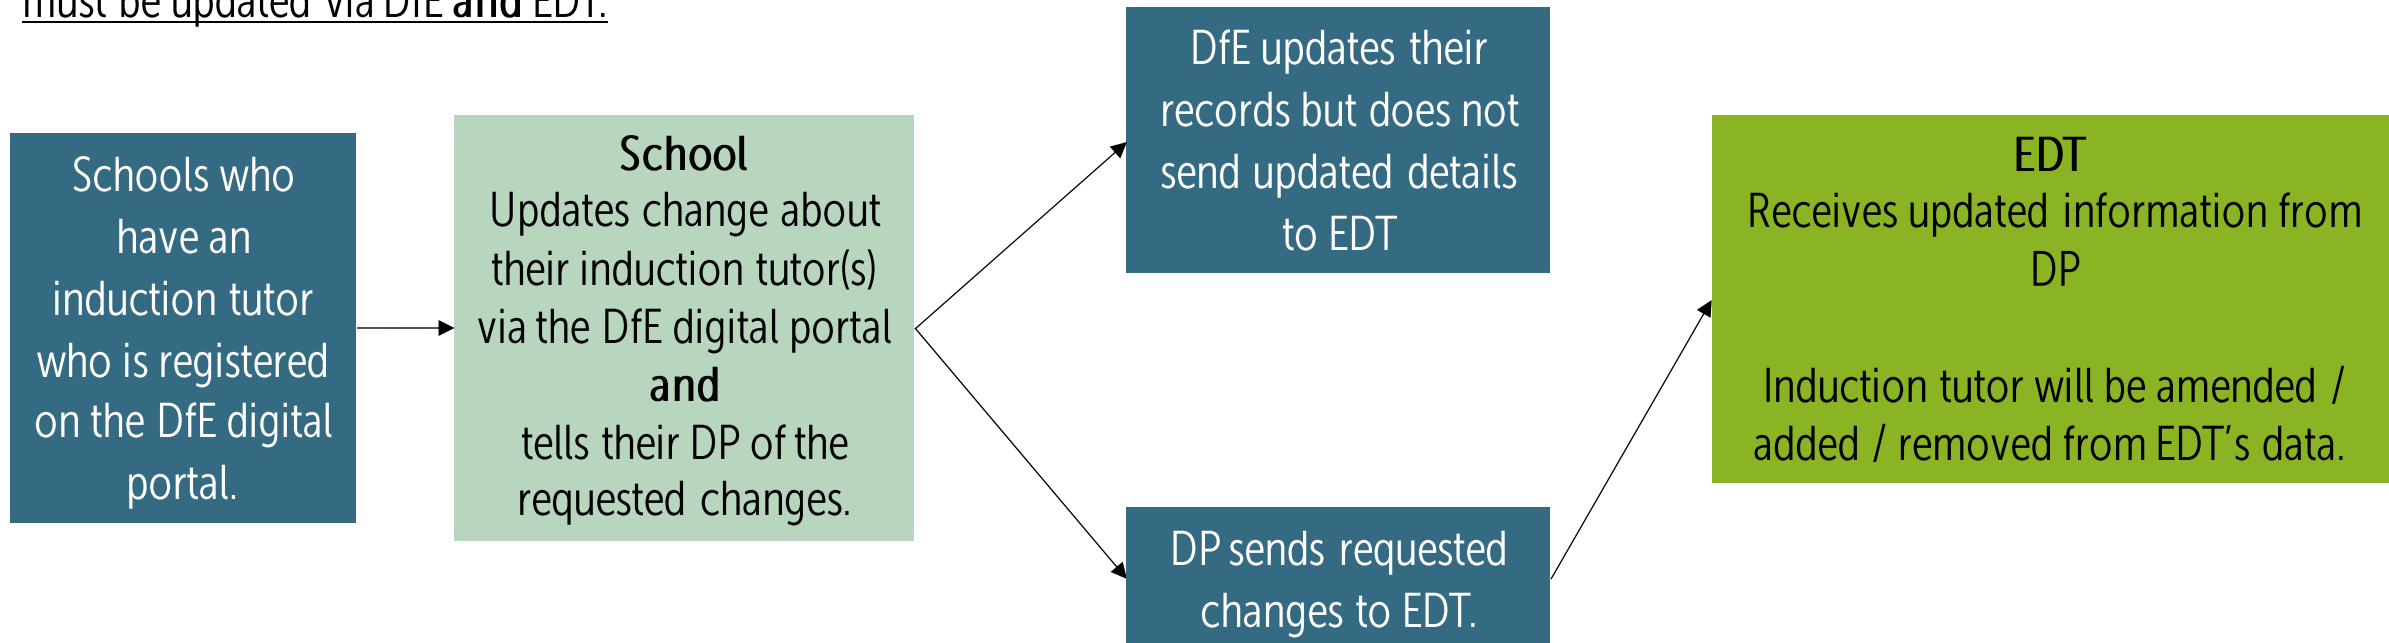 must be updated via DfE and EDT.
Schools who
have an
induction tutor
who is registered
on the DfE digital
portal.
School
Updates change about
their induction tutor(s)
via the DfE digital portal
and
tells their DP of the
requested changes.
DfE updates their
records but does not
send updated details
to EDT
DP sends requested
changes to EDT.
EDT
Receives updated information from
DP
Induction tutor will be amended /
added / removed from EDT's data.